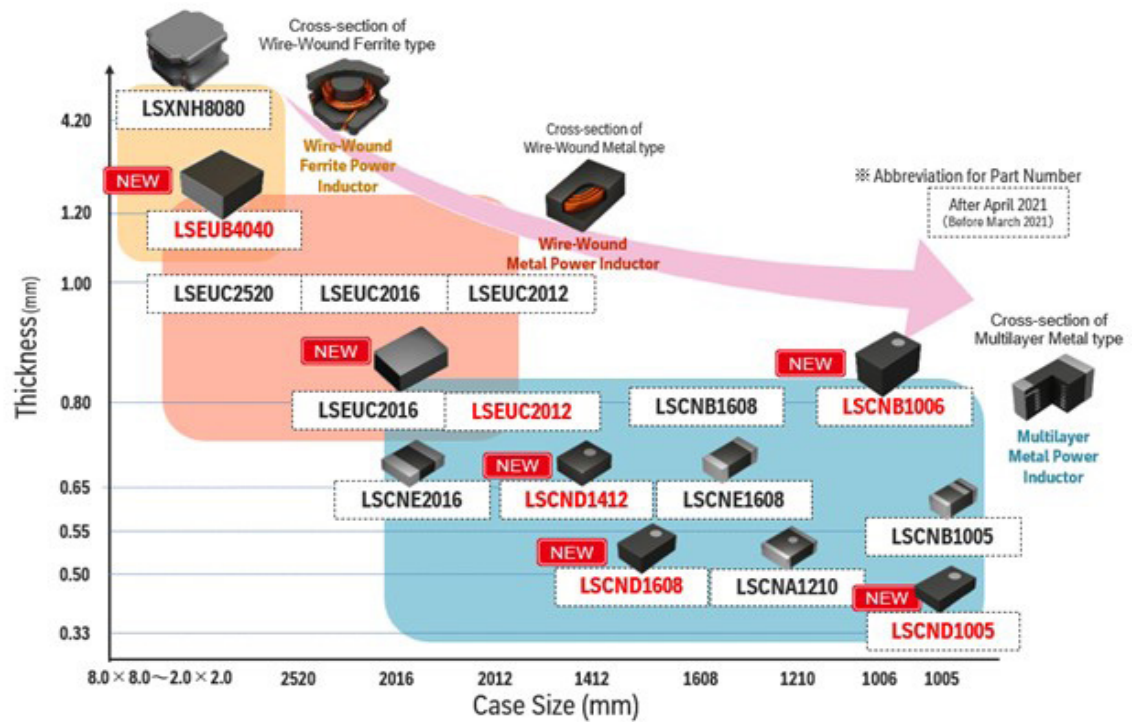 Cross-section of
Wire-Wound Ferrite type
LSXNH8080
4.20
Wire-Wound
Ferrite Power
Inductor
Cross-section of
Wire-Wound Metal type
NEW
※ Abbreviation for Part Number
After April 2021
(Before March 2021)
1.20
LSEUB4040
Wire-Wound
Metal Power Inductor
1.00
LSEUC2520
LSEUC2016
LSEUC2012
Thickness (mm)
Cross-section of
Multilayer Metal type
NEW
NEW
0.80
LSEUC2016
LSEUC2012
LSCNB1608
LSCNB1006
Multilayer
Metal Power
Inductor
NEW
0.65
LSCNE2016
LSCND1412
LSCNE1608
0.55
LSCNB1005
NEW
0.50
LSCND1608
LSCNA1210
NEW
0.33
LSCND1005
8.0×8.0～2.0×2.0
2520
2016
2012
1412
1608
1210
1006
1005
Case Size (mm)